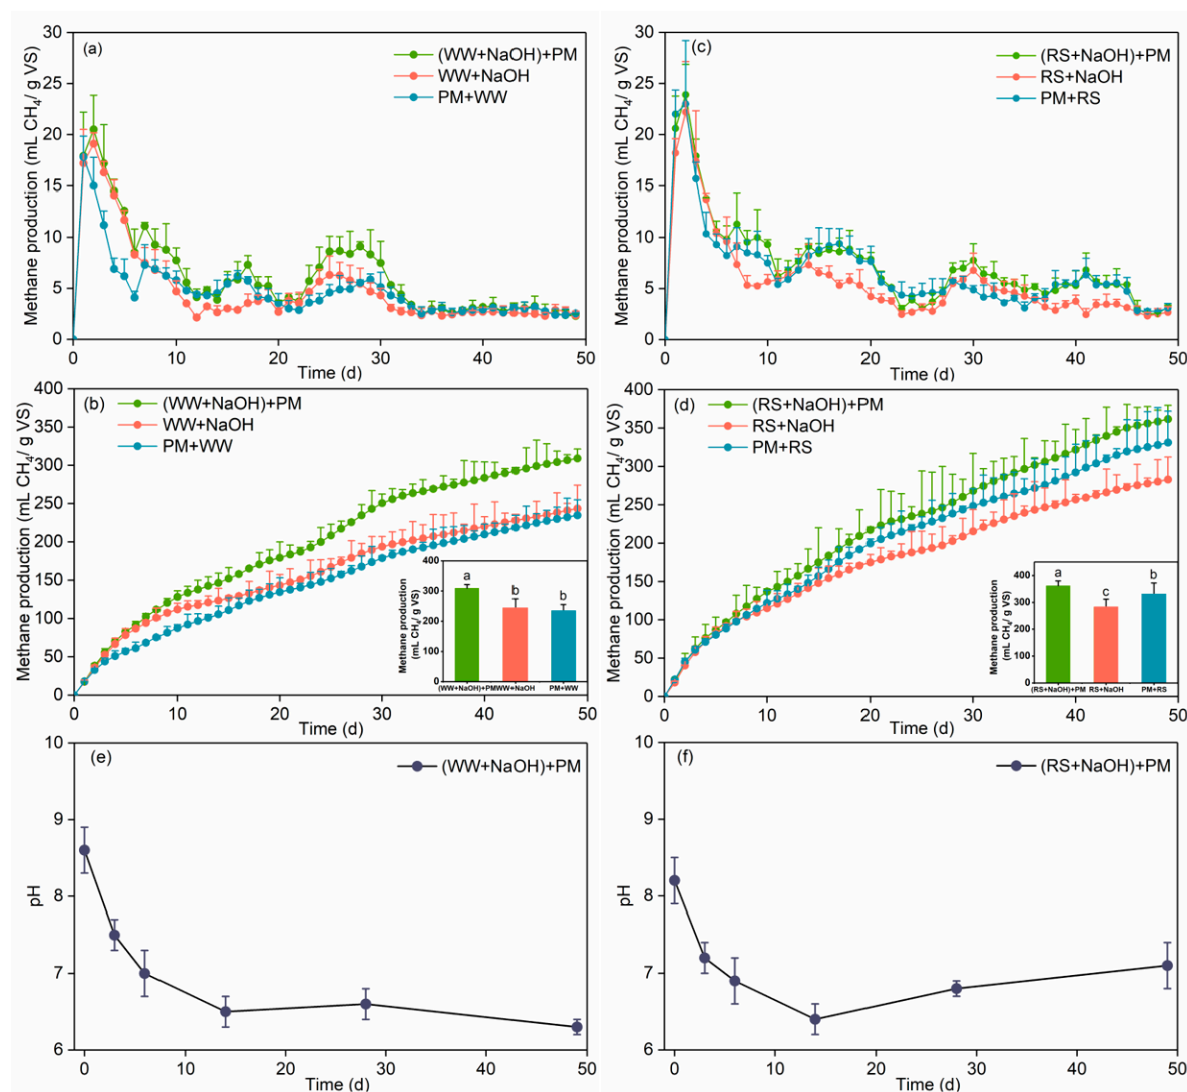 (a)
(WW+NaOH)+PM
WW+NaOH
PM+WW
Methane production (mL CH₄/ g VS)
30
25
20
15
10
5
0
0 10 20 30 40 50
Time (d)
(c)
(RS+NaOH)+PM
RS+NaOH
PM+RS
Methane production (mL CH₄/ g VS)
30
25
20
15
10
5
0
0 10 20 30 40 50
Time (d)
(b)
(WW+NaOH)+PM
WW+NaOH
PM+WW
Methane production (mL CH₄/ g VS)
400
350
300
250
200
150
100
50
0
0 10 20 30 40 50
Time (d)
Methane production
(mL CH₄/ g VS)
400
300
200
100
0
a
b
b
(WW+NaOH)+PM WW+NaOH PM+WW
(d)
(RS+NaOH)+PM
RS+NaOH
PM+RS
Methane production (mL CH₄/ g VS)
400
350
300
250
200
150
100
50
0
0 10 20 30 40 50
Time (d)
Methane production
(mL CH₄/ g VS)
400
300
200
100
0
a
c
b
(RS+NaOH)+PM RS+NaOH PM+RS
(e)
(WW+NaOH)+PM
pH
10
9
8
7
6
0 10 20 30 40 50
Time (d)
(f)
(RS+NaOH)+PM
pH
10
9
8
7
6
0 10 20 30 40 50
Time (d)